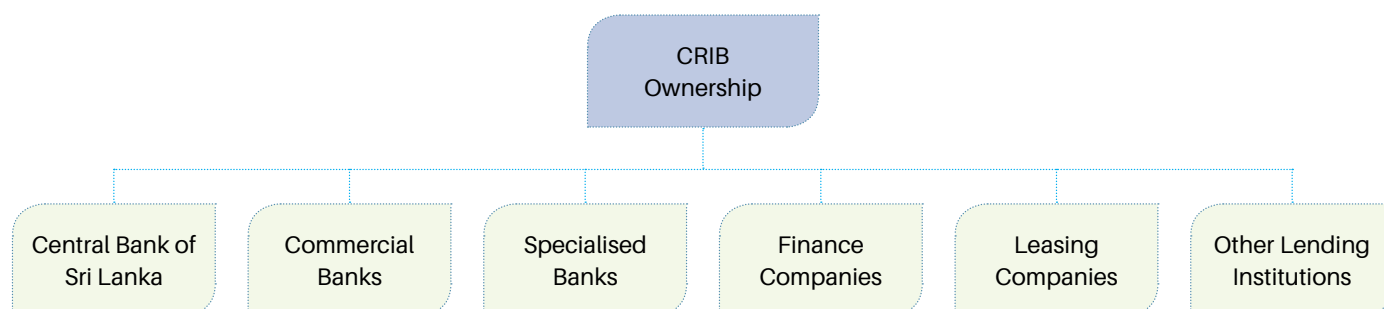 CRIB
Ownership
Central Bank of
Sri Lanka
Commercial
Banks
Specialised
Banks
Finance
Companies
Leasing
Companies
Other Lending
Institutions